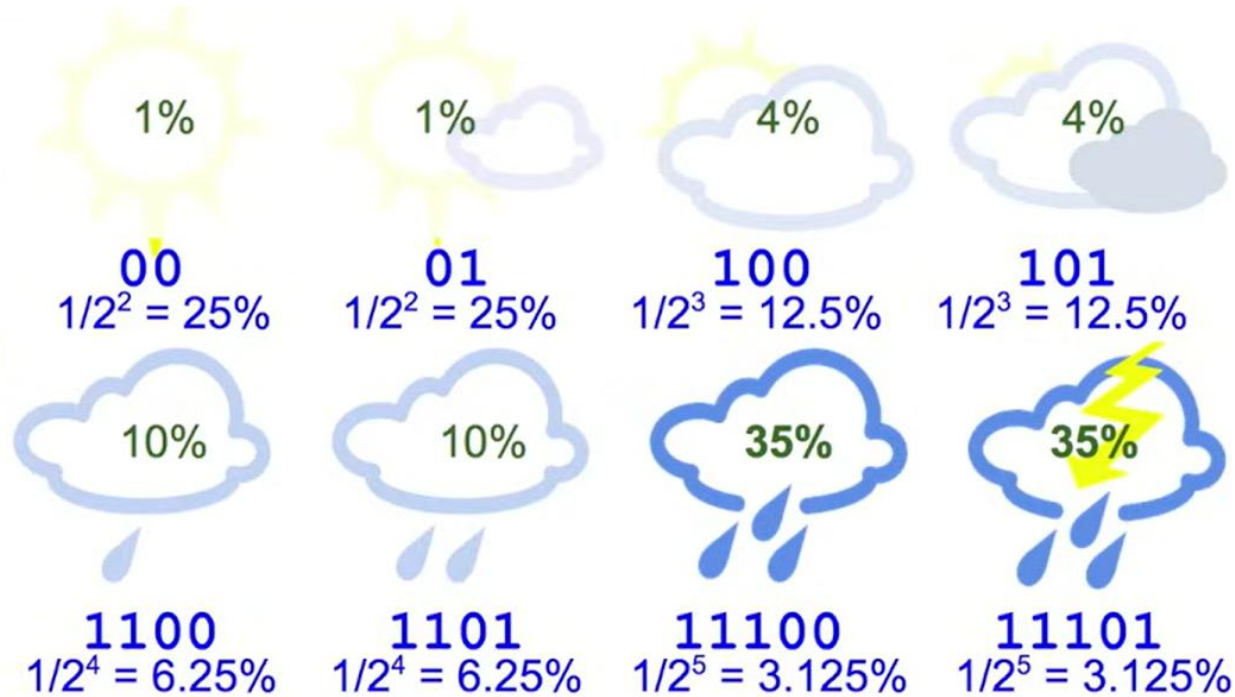 1% 1% 4% 4%
00 01 100 101
1/2² = 25% 1/2² = 25% 1/2³ = 12.5% 1/2³ = 12.5%
10% 10% 35% 35%
1100 1101 11100 11101
1/2⁴ = 6.25% 1/2⁴ = 6.25% 1/2⁵ = 3.125% 1/2⁵ = 3.125%